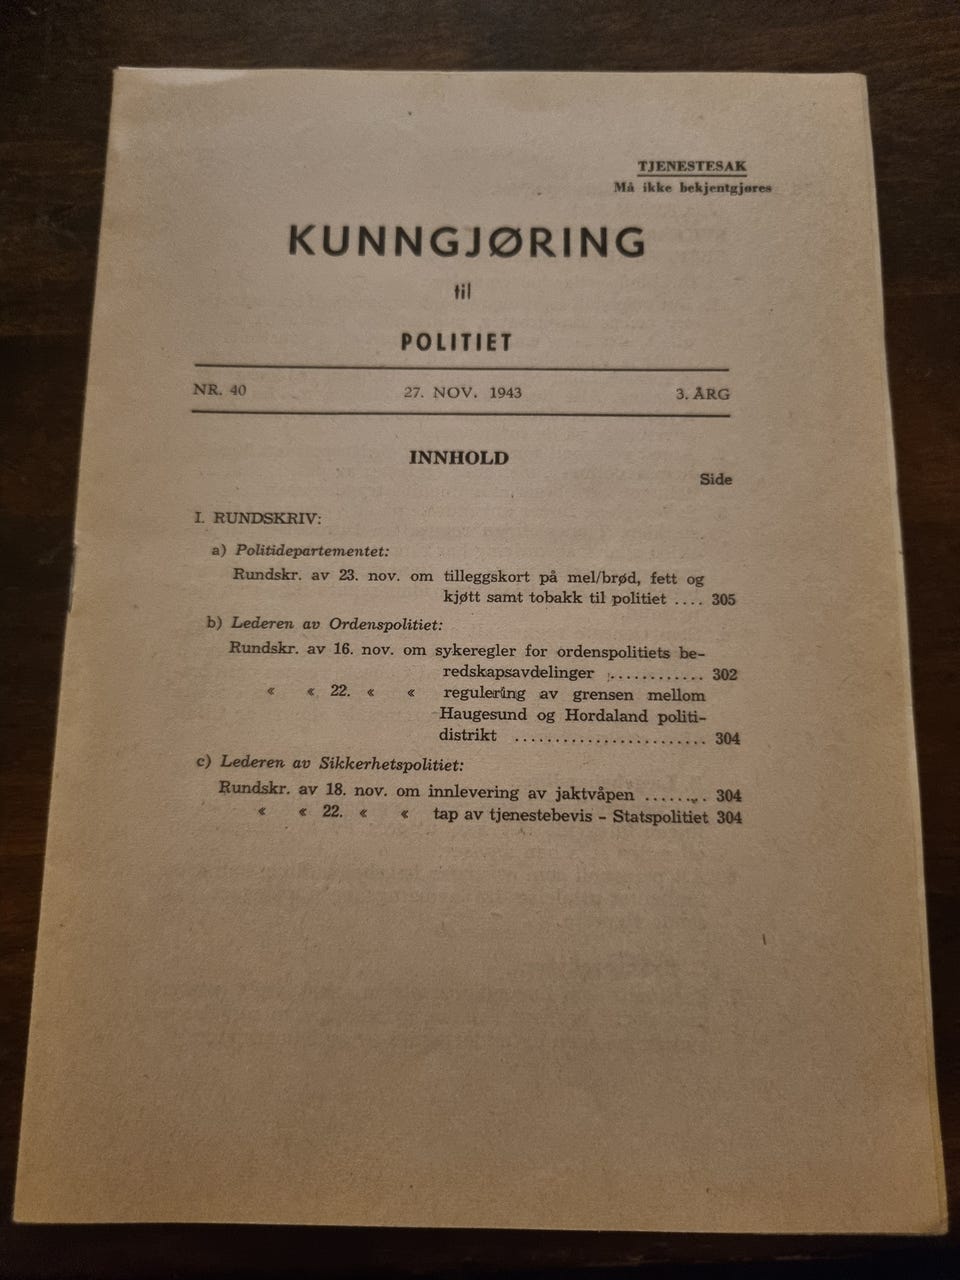 TJENESTESAK
Må ikke bekjentgjøres
KUNNGJØRING
til
POLITIET
NR. 40 27. NOV. 1943 3. ÅRG
INNHOLD
Side
I. RUNDSKRIV:
a) Politidepartementet:
Rundskr. av 23. nov. om tilleggskort på mel/brød, fett og
kjøtt samt tobakk til politiet .... 305
b) Lederen av Ordenspolitiet:
Rundskr. av 16. nov. om sykeregler for ordenspolitiets be-
redskapsavdelinger ............ 302
« « 22. « « regulering av grensen mellom
Haugesund og Hordaland politi-
distrikt ........................ 304
c) Lederen av Sikkerhetspolitiet:
Rundskr. av 18. nov. om innlevering av jaktvåpen ....... 304
« « 22. « « tap av tjenestebevis - Statspolitiet 304